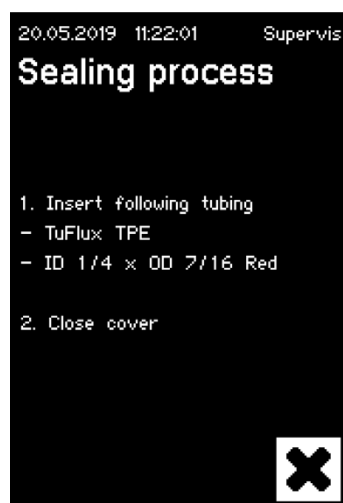 20.05.2019 11:22:01 Supervis
Sealing process
1. Insert following tubing
- TuFlux TPE
- ID 1/4 x OD 7/16 Red
2. Close cover